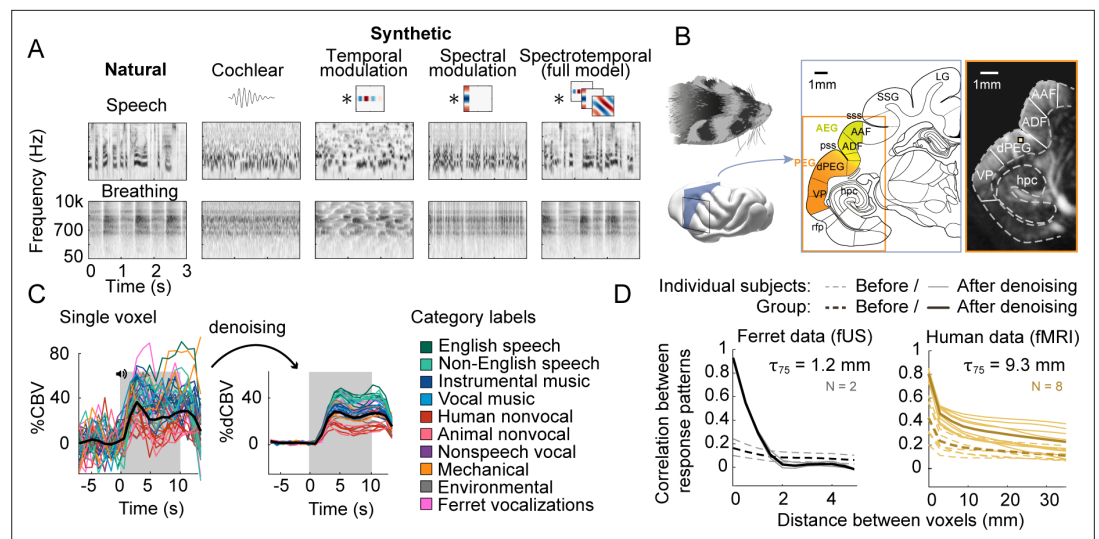 A
Synthetic
Natural
Cochlear
Temporal
modulation
Spectral
modulation
Spectrotemporal
(full model)
*
*
*
Speech
Breathing
Frequency (Hz)
10k
700
50
0 1 2 3
Time (s)
B
1mm
LG
SSG
sss
AEG
AAF
pss
ADF
PEG
dPEG
VP
hpc
rfp
1mm
AAF
ADF
dPEG
VP
hpc
C
Single voxel
denoising
%CBV
80
40
0
-5 0 5 10
Time (s)
%dCBV
80
40
0
-5 0 5 10
Time (s)
Category labels
English speech
Non-English speech
Instrumental music
Vocal music
Human nonvocal
Animal nonvocal
Nonspeech vocal
Mechanical
Environmental
Ferret vocalizations
D
Individual subjects: Before / After denoising
Group: Before / After denoising
Ferret data (fUS)
τ75 = 1.2 mm
N = 2
Human data (fMRI)
τ75 = 9.3 mm
N = 8
Correlation between
response patterns
1
0.8
0.6
0.4
0.2
0
0 2 4
1
0.8
0.6
0.4
0.2
0
0 10 20 30
Distance between voxels (mm)